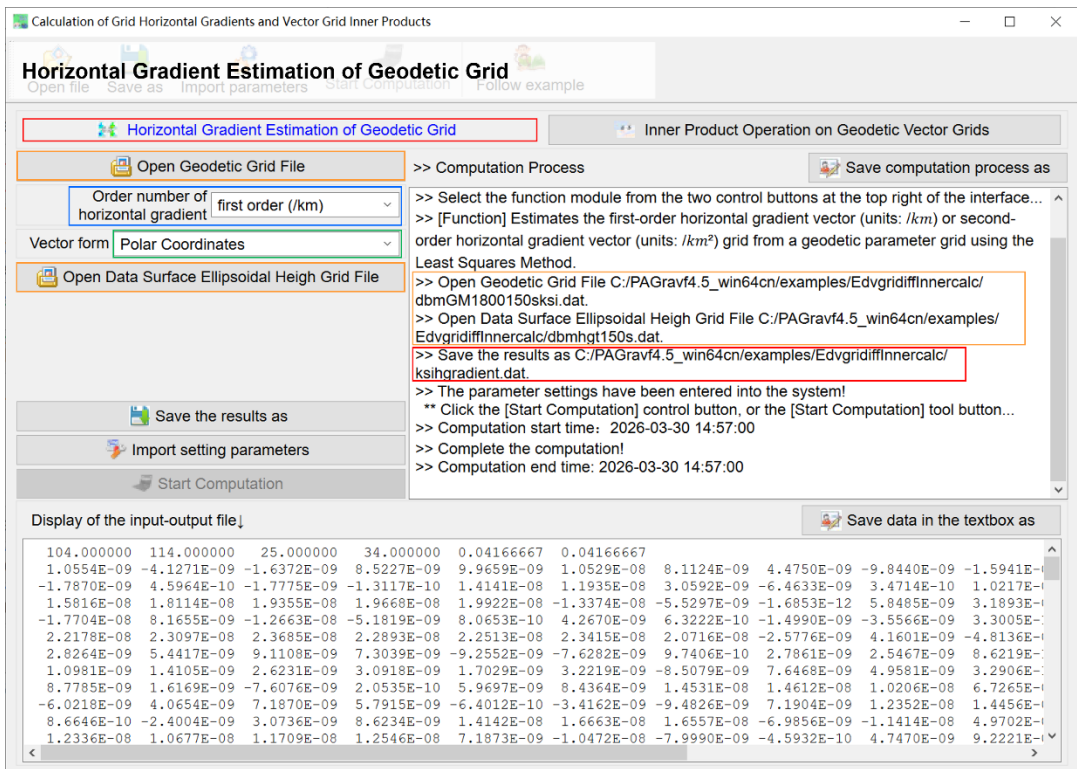 Calculation of Grid Horizontal Gradients and Vector Grid Inner Products
Horizontal Gradient Estimation of Geodetic Grid
Open file Save as Import parameters Start Computation Follow example
Horizontal Gradient Estimation of Geodetic Grid
Inner Product Operation on Geodetic Vector Grids
Open Geodetic Grid File
>> Computation Process
Save computation process as
Order number of
horizontal gradient
first order (/km)
Vector form
Polar Coordinates
Open Data Surface Ellipsoidal Heigh Grid File
>> Select the function module from the two control buttons at the top right of the interface...
>> [Function] Estimates the first-order horizontal gradient vector (units: /km) or second-
order horizontal gradient vector (units: /km²) grid from a geodetic parameter grid using the
Least Squares Method.
>> Open Geodetic Grid File C:/PAGravf4.5_win64cn/examples/EdvgridiffInnercalc/
dbmGM1800150sksi.dat.
>> Open Data Surface Ellipsoidal Heigh Grid File C:/PAGravf4.5_win64cn/examples/
EdvgridiffInnercalc/dbmhgt150s.dat.
>> Save the results as C:/PAGravf4.5_win64cn/examples/EdvgridiffInnercalc/
ksihgradient.dat.
>> The parameter settings have been entered into the system!
** Click the [Start Computation] control button, or the [Start Computation] tool button...
>> Computation start time: 2026-03-30 14:57:00
>> Complete the computation!
>> Computation end time: 2026-03-30 14:57:00
Save the results as
Import setting parameters
Start Computation
Display of the input-output file↓
Save data in the textbox as
104.000000 114.000000 25.000000 34.000000 0.04166667 0.04166667
1.0554E-09 -4.1271E-09 -1.6372E-09 8.5227E-09 9.9659E-09 1.0529E-08 8.1124E-09 4.4750E-09 -9.8440E-09 -1.5941E-
-1.7870E-09 4.5964E-10 -1.7775E-09 -1.3117E-10 1.4141E-08 1.1935E-08 3.0592E-09 -6.4633E-09 3.4714E-10 1.0217E-
1.5816E-08 1.8114E-08 1.9355E-08 1.9668E-08 1.9922E-08 -1.3374E-08 -5.5297E-09 -1.6853E-12 5.8485E-09 3.1893E-
-1.7704E-08 8.1655E-09 -1.2663E-08 -5.1819E-09 8.0653E-10 4.2670E-09 6.3222E-10 -1.4990E-09 -3.5566E-09 3.3005E-
2.2178E-08 2.3097E-08 2.3685E-08 2.2893E-08 2.2513E-08 2.3415E-08 2.0716E-08 -2.5776E-09 4.1601E-09 -4.8136E-
2.8264E-09 5.4417E-09 9.1108E-09 7.3039E-09 -9.2552E-09 -7.6282E-09 9.7406E-10 2.7861E-09 2.5467E-09 8.6219E-
1.0981E-09 1.4105E-09 2.6231E-09 3.0918E-09 1.7029E-09 3.2219E-09 -8.5079E-09 7.6468E-09 4.9581E-09 3.2906E-
8.7785E-09 1.6169E-09 -7.6076E-09 2.0535E-10 5.9697E-09 8.4364E-09 1.4531E-08 1.4612E-08 1.0206E-08 6.7265E-
-6.0218E-09 4.0654E-09 7.1870E-09 5.7915E-09 -6.4012E-10 -3.4162E-09 -9.4826E-09 7.1904E-09 1.2352E-08 1.4456E-
8.6646E-10 -2.4004E-09 3.0736E-09 8.6234E-09 1.4142E-08 1.6663E-08 1.6557E-08 -6.9856E-09 -1.1414E-08 4.9702E-
1.2336E-08 1.0677E-08 1.1709E-08 1.2546E-08 7.1873E-09 -1.0472E-08 -7.9990E-09 -4.5932E-10 4.7470E-09 9.2221E-